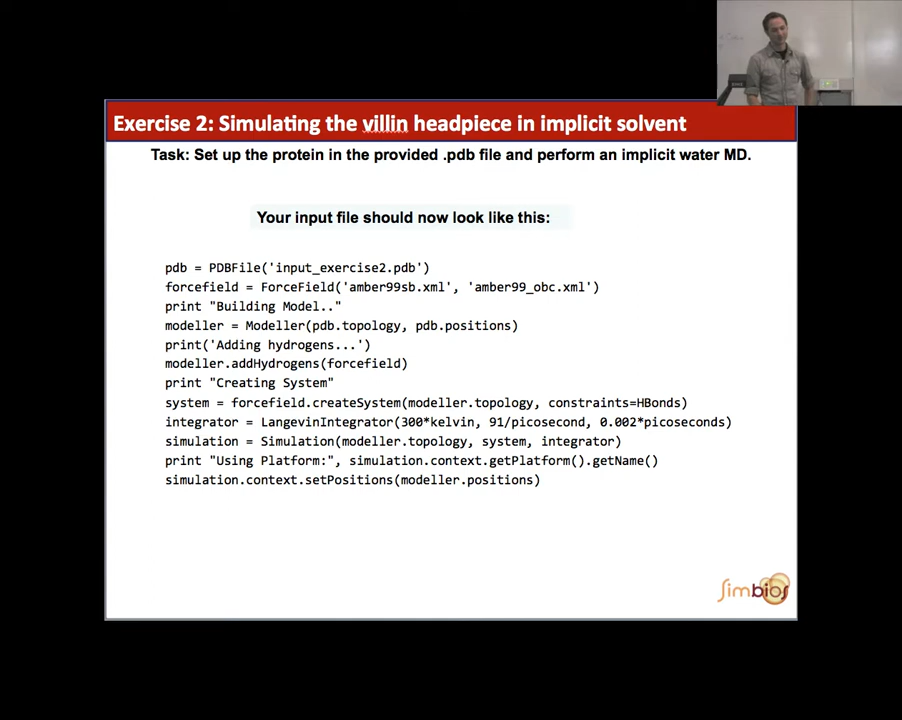 Exercise 2: Simulating the villin headpiece in implicit solvent
Task: Set up the protein in the provided .pdb file and perform an implicit water MD.
Your input file should now look like this:
pdb = PDBFile('input_exercise2.pdb')
forcefield = ForceField('amber99sb.xml', 'amber99_obc.xml')
print "Building Model.."
modeller = Modeller(pdb.topology, pdb.positions)
print('Adding hydrogens...')
modeller.addHydrogens(forcefield)
print "Creating System"
system = forcefield.createSystem(modeller.topology, constraints=HBonds)
integrator = LangevinIntegrator(300*kelvin, 91/picosecond, 0.002*picoseconds)
simulation = Simulation(modeller.topology, system, integrator)
print "Using Platform:", simulation.context.getPlatform().getName()
simulation.context.setPositions(modeller.positions)
Simbios